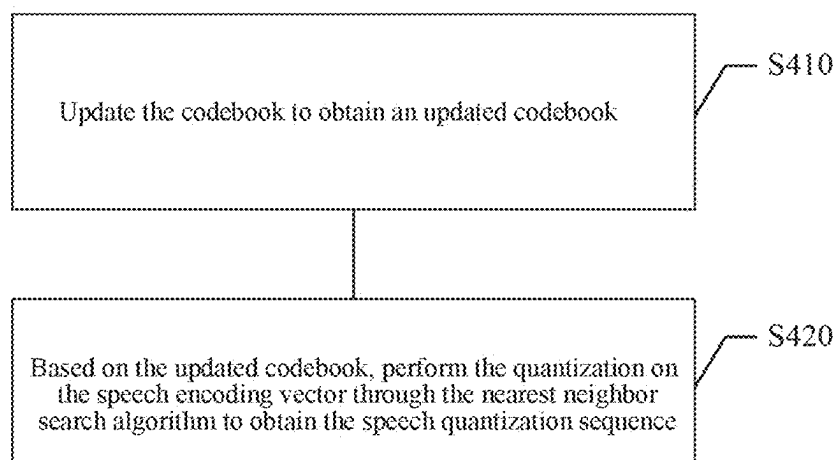 Update the codebook to obtain an updated codebook
S410
Based on the updated codebook, perform the quantization on
the speech encoding vector through the nearest neighbor
search algorithm to obtain the speech quantization sequence
S420